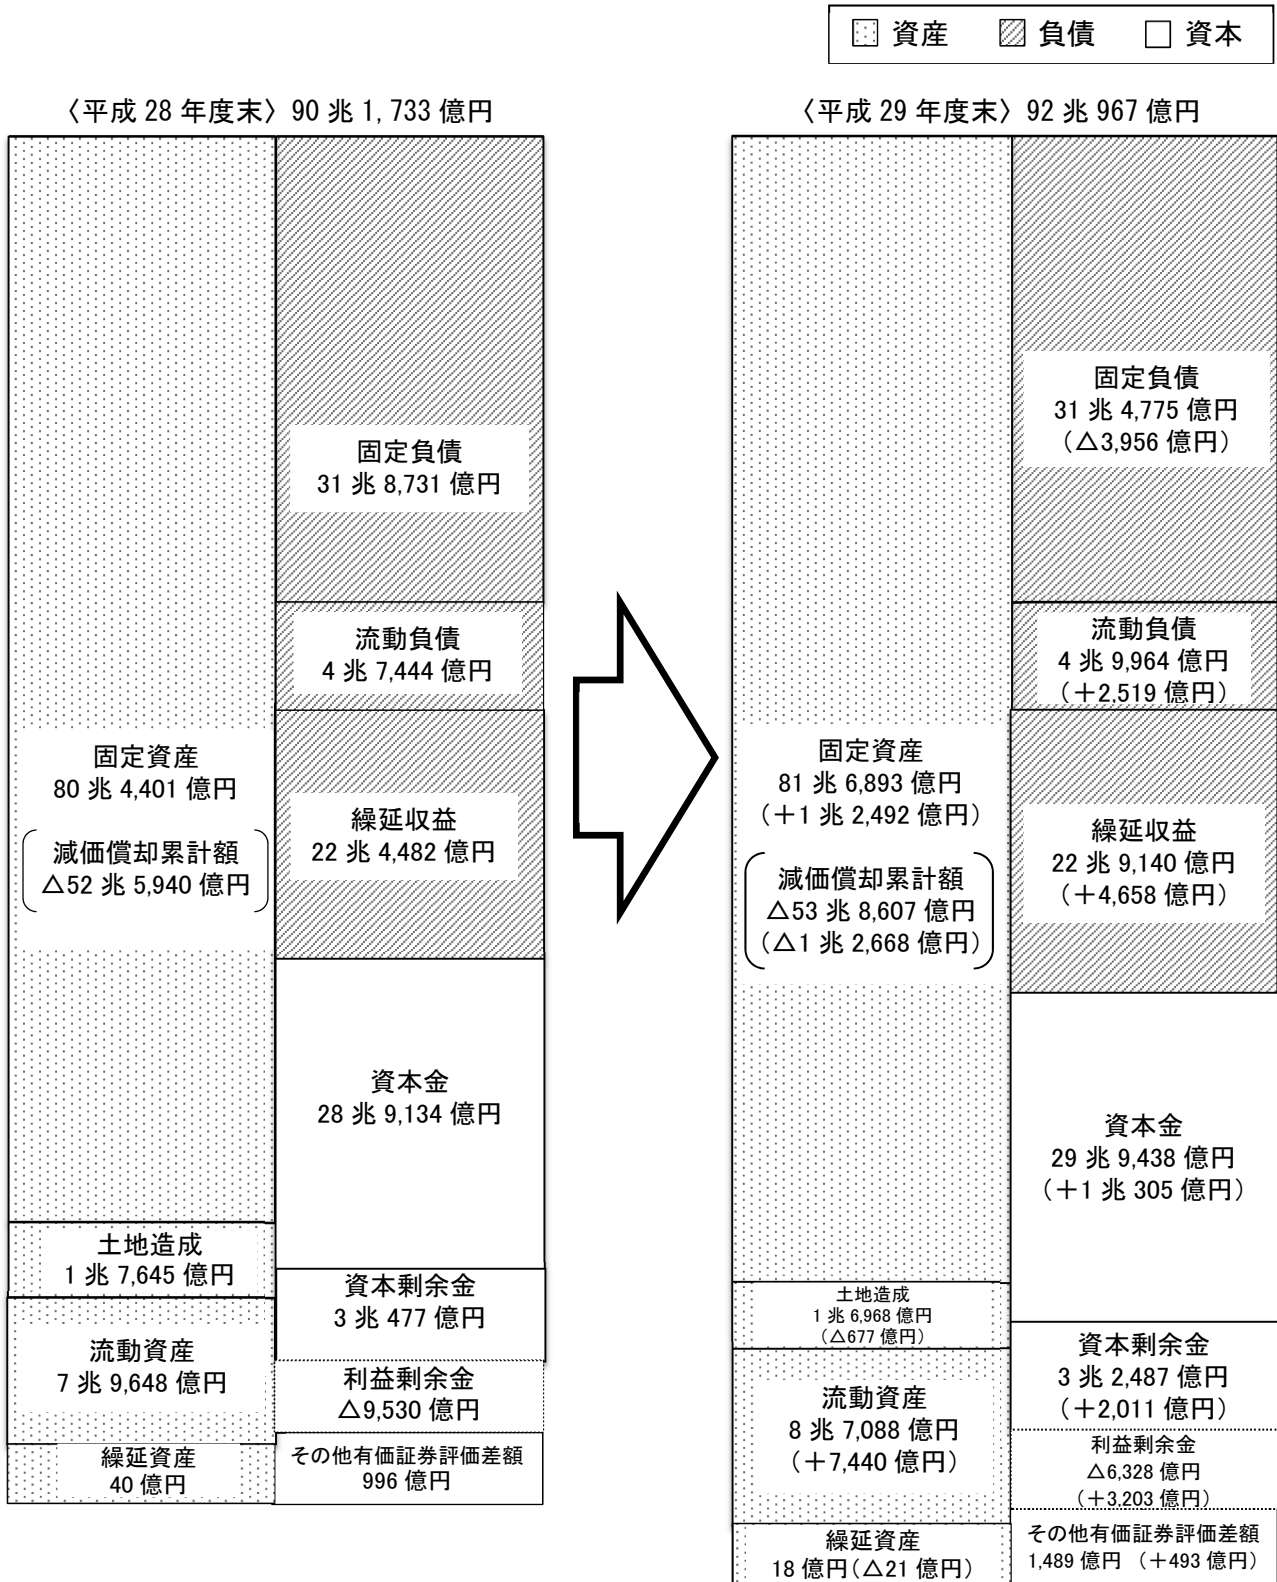 資産 負債 資本
〈平成 28 年度末〉 90 兆 1,733 億円
固定資産
80 兆 4,401 億円
減価償却累計額
△52 兆 5,940 億円
土地造成
1 兆 7,645 億円
流動資産
7 兆 9,648 億円
繰延資産
40 億円
固定負債
31 兆 8,731 億円
流動負債
4 兆 7,444 億円
繰延収益
22 兆 4,482 億円
資本金
28 兆 9,134 億円
資本剰余金
3 兆 477 億円
利益剰余金
△9,530 億円
その他有価証券評価差額
996 億円
〈平成 29 年度末〉 92 兆 967 億円
固定資産
81 兆 6,893 億円
(+1 兆 2,492 億円)
減価償却累計額
△53 兆 8,607 億円
(△1 兆 2,668 億円)
土地造成
1 兆 6,968 億円
(△677 億円)
流動資産
8 兆 7,088 億円
(+7,440 億円)
繰延資産
18 億円(△21 億円)
固定負債
31 兆 4,775 億円
(△3,956 億円)
流動負債
4 兆 9,964 億円
(+2,519 億円)
繰延収益
22 兆 9,140 億円
(+4,658 億円)
資本金
29 兆 9,438 億円
(+1 兆 305 億円)
資本剰余金
3 兆 2,487 億円
(+2,011 億円)
利益剰余金
△6,328 億円
(+3,203 億円)
その他有価証券評価差額
1,489 億円 (+493 億円)